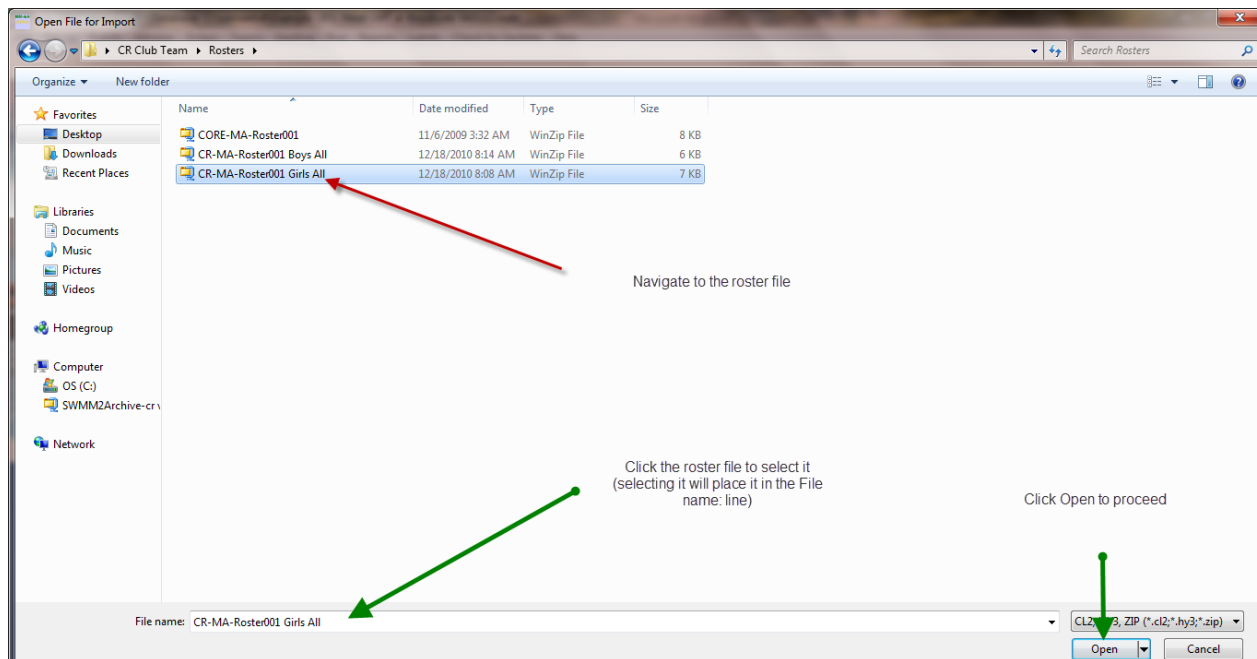 Open File for Import
CR Club Team ▸ Rosters ▸
Search Rosters
Organize
New folder
Name
Date modified
Type
Size
CORE-MA-Roster001 11/6/2009 3:32 AM WinZip File 8 KB
CR-MA-Roster001 Boys All 12/18/2010 8:14 AM WinZip File 6 KB
CR-MA-Roster001 Girls All 12/18/2010 8:08 AM WinZip File 7 KB
Favorites
Desktop
Downloads
Recent Places
Libraries
Documents
Music
Pictures
Videos
Homegroup
Computer
OS (C:)
SWMM2Archive-cr
Network
Navigate to the roster file
Click the roster file to select it
(selecting it will place it in the File
name: line)
Click Open to proceed
File name: CR-MA-Roster001 Girls All
ZIP (*.cl2;*.hy3;*.zip)
Open
Cancel